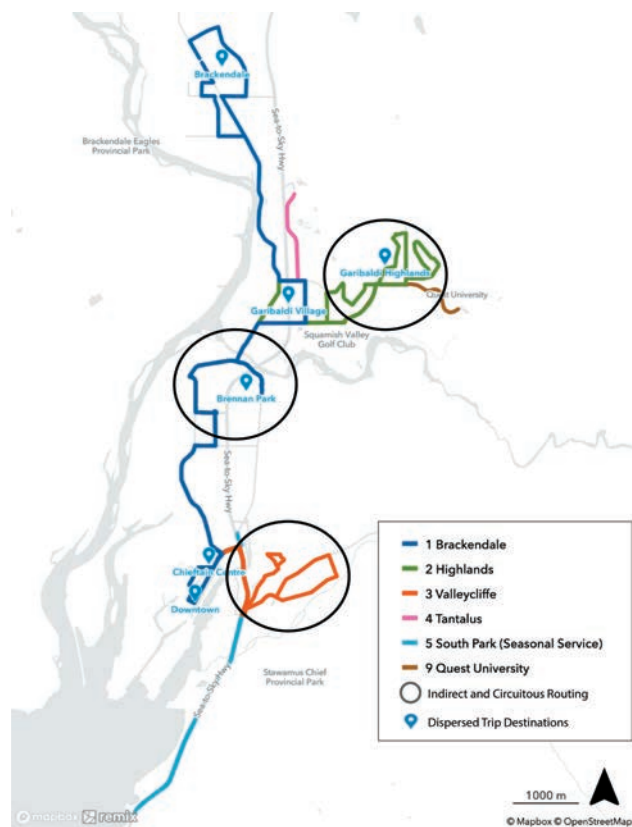 Brackendale
Sea-to-Sky Hwy
Brackendale Eagles
Provincial Park
Garibaldi Highlands
Quest University
Garibaldi Village
Squamish Valley
Golf Club
Brennan Park
Sea-to-Sky Hwy
Chieftain Centre
Downtown
Stawamus Chief
Provincial Park
Sea-to-Sky Hwy
1 Brackendale
2 Highlands
3 Valleycliffe
4 Tantalus
5 South Park (Seasonal Service)
9 Quest University
Indirect and Circuitous Routing
Dispersed Trip Destinations
1000 m
mapbox remix
© Mapbox © OpenStreetMap